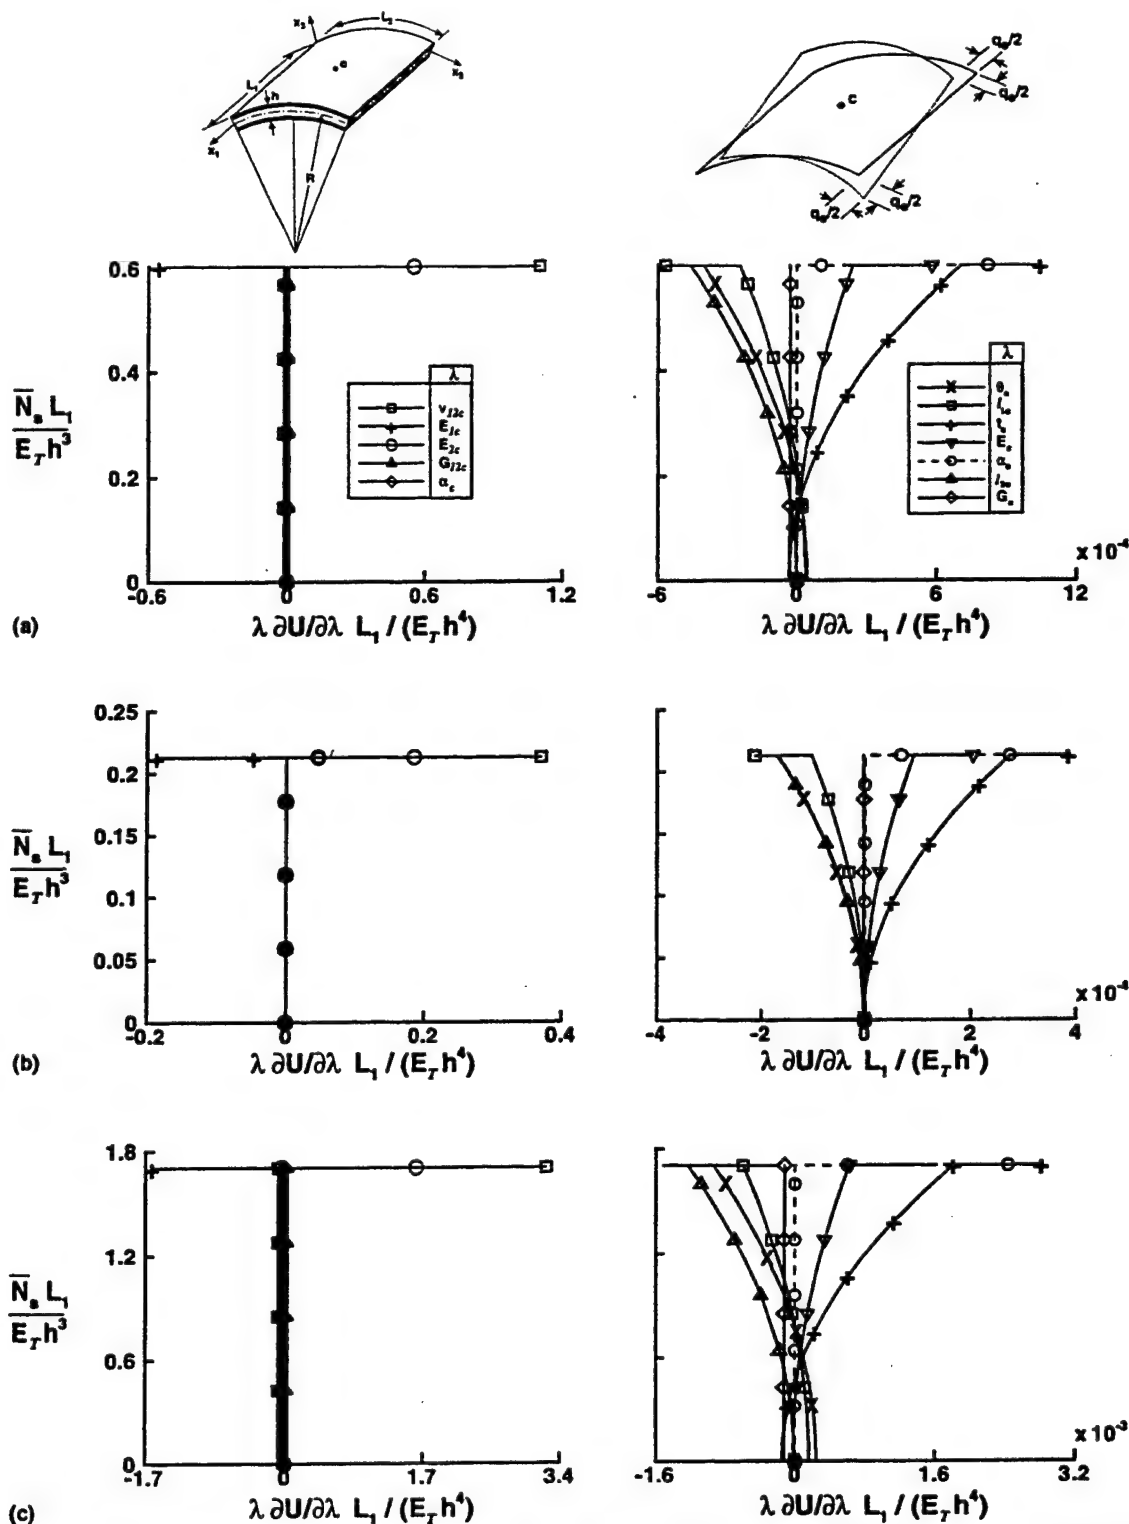 x₃ L₂
L₁ c x₂
h
x₁
R
q₀/2
q₀/2
c
q₀/2 q₀/2
0.6
0.4
0.2
0
N̅ₛ L₁
E_T h³
λ
ν₁₂c
E₁c
E₂c
G₁₂c
α_c
-0.6 0 0.6 1.2
(a) λ ∂U/∂λ L₁ / (E_T h⁴)
λ
E
α
G
x 10⁻⁴
-6 0 6 12
λ ∂U/∂λ L₁ / (E_T h⁴)
0.25
0.2
0.15
0.1
0.05
0
N̅ₛ L₁
E_T h³
-0.2 0 0.2 0.4
(b) λ ∂U/∂λ L₁ / (E_T h⁴)
x 10⁻⁴
-4 -2 0 2 4
λ ∂U/∂λ L₁ / (E_T h⁴)
1.8
1.2
0.6
0
N̅ₛ L₁
E_T h³
-1.7 0 1.7 3.4
(c) λ ∂U/∂λ L₁ / (E_T h⁴)
x 10⁻³
-1.6 0 1.6 3.2
λ ∂U/∂λ L₁ / (E_T h⁴)